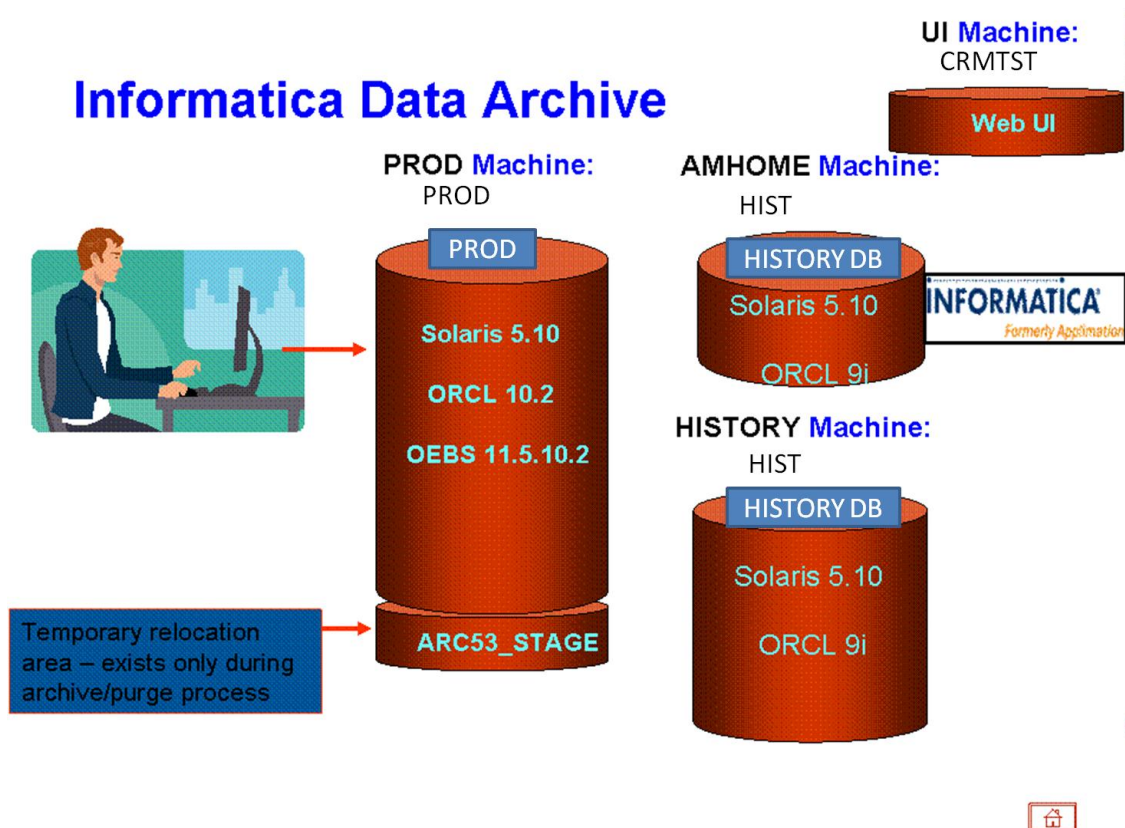 UI Machine:
CRMTST
Web UI
Informatica Data Archive
PROD Machine:
PROD
PROD
Solaris 5.10
ORCL 10.2
OEBS 11.5.10.2
ARC53_STAGE
Temporary relocation
area – exists only during
archive/purge process
AMHOME Machine:
HIST
HISTORY DB
Solaris 5.10
ORCL 9i
INFORMATICA®
Formerly Applimation
HISTORY Machine:
HIST
HISTORY DB
Solaris 5.10
ORCL 9i